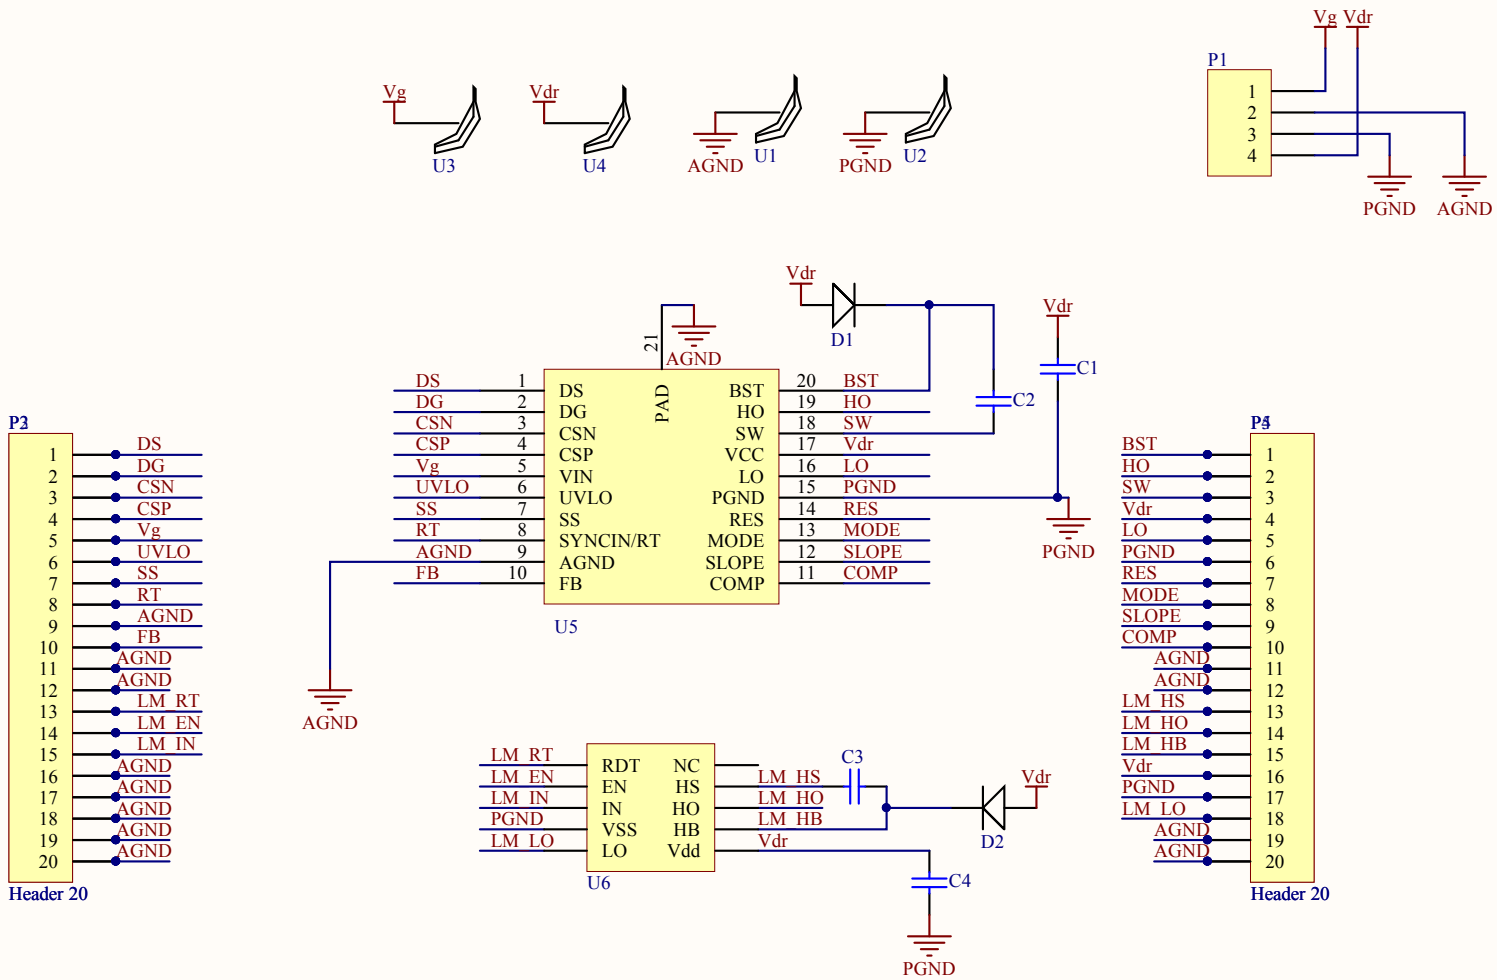 Vg
U3
Vdr
U4
AGND
U1
PGND
U2
Vg Vdr
P1
1
2
3
4
PGND AGND
Vdr
D1
Vdr
C1
C2
21
AGND
PAD
DS 1 DS
DG 2 DG
CSN 3 CSN
CSP 4 CSP
Vg 5 VIN
UVLO 6 UVLO
SS 7 SS
RT 8 SYNCIN/RT
AGND 9 AGND
FB 10 FB
BST 20 BST
HO 19 HO
SW 18 SW
VCC 17 Vdr
LO 16 LO
PGND 15 PGND
RES 14 RES
MODE 13 MODE
SLOPE 12 SLOPE
COMP 11 COMP
U5
PGND
AGND
1 DS
2 DG
3 CSN
4 CSP
5 Vg
6 UVLO
7 SS
8 RT
9 AGND
10 FB
11 AGND
12 AGND
13 LM_RT
14 LM_EN
15 LM_IN
16 AGND
17 AGND
18 AGND
19 AGND
20 AGND
Header 20
LM_RT RDT
LM_EN EN
LM_IN IN
PGND VSS
LM_LO LO
NC
HS LM_HS
HO LM_HO
HB LM_HB
Vdd Vdr
U6
C3
Vdr
D2
C4
PGND
BST 1
HO 2
SW 3
Vdr 4
LO 5
PGND 6
RES 7
MODE 8
SLOPE 9
COMP 10
AGND 11
AGND 12
LM_HS 13
LM_HO 14
LM_HB 15
Vdr 16
PGND 17
LM_LO 18
AGND 19
AGND 20
Header 20